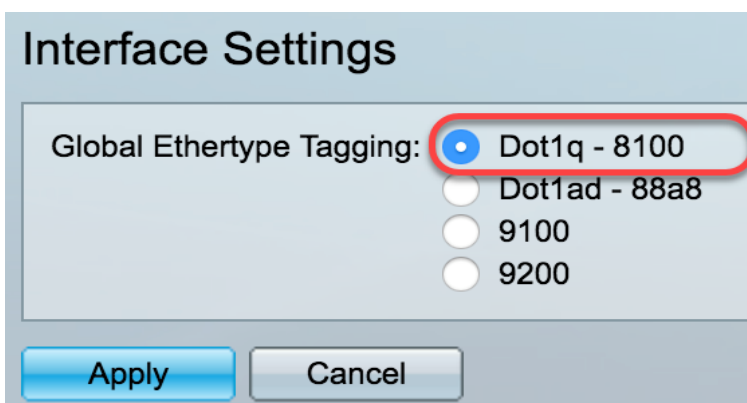 Interface Settings
Global Ethertype Tagging: Dot1q - 8100
Dot1ad - 88a8
9100
9200
Apply Cancel